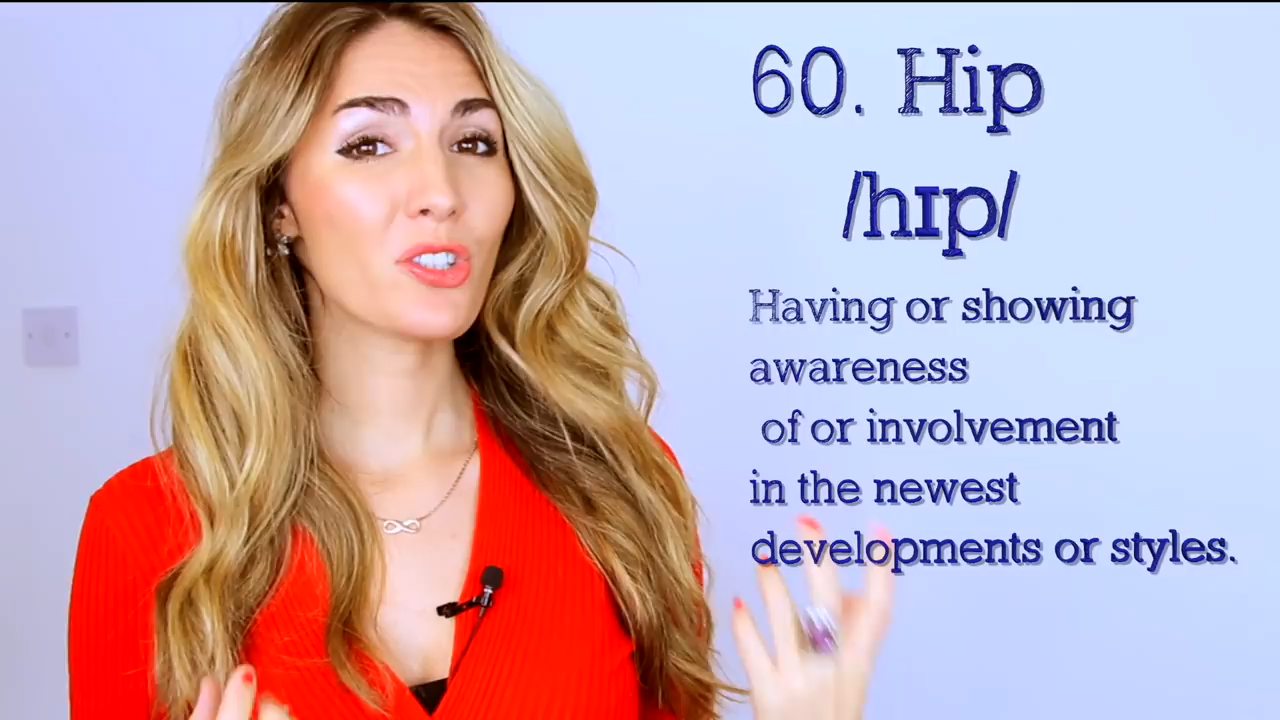 60. Hip
/hɪp/
Having or showing
awareness
of or involvement
in the newest
developments or styles.